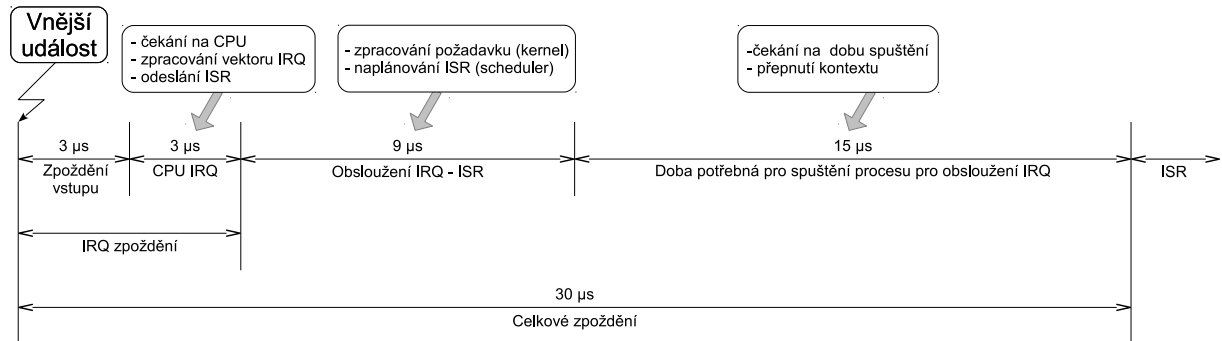 Vnější
událost
- čekání na CPU
- zpracování vektoru IRQ
- odeslání ISR
- zpracování požadavku (kernel)
- naplánování ISR (scheduler)
-čekání na dobu spuštění
- přepnutí kontextu
3 µs
3 µs
9 µs
15 µs
Zpoždění
vstupu
CPU IRQ
Obsloužení IRQ - ISR
Doba potřebná pro spuštění procesu pro obsloužení IRQ
ISR
IRQ zpoždění
30 µs
Celkové zpoždění